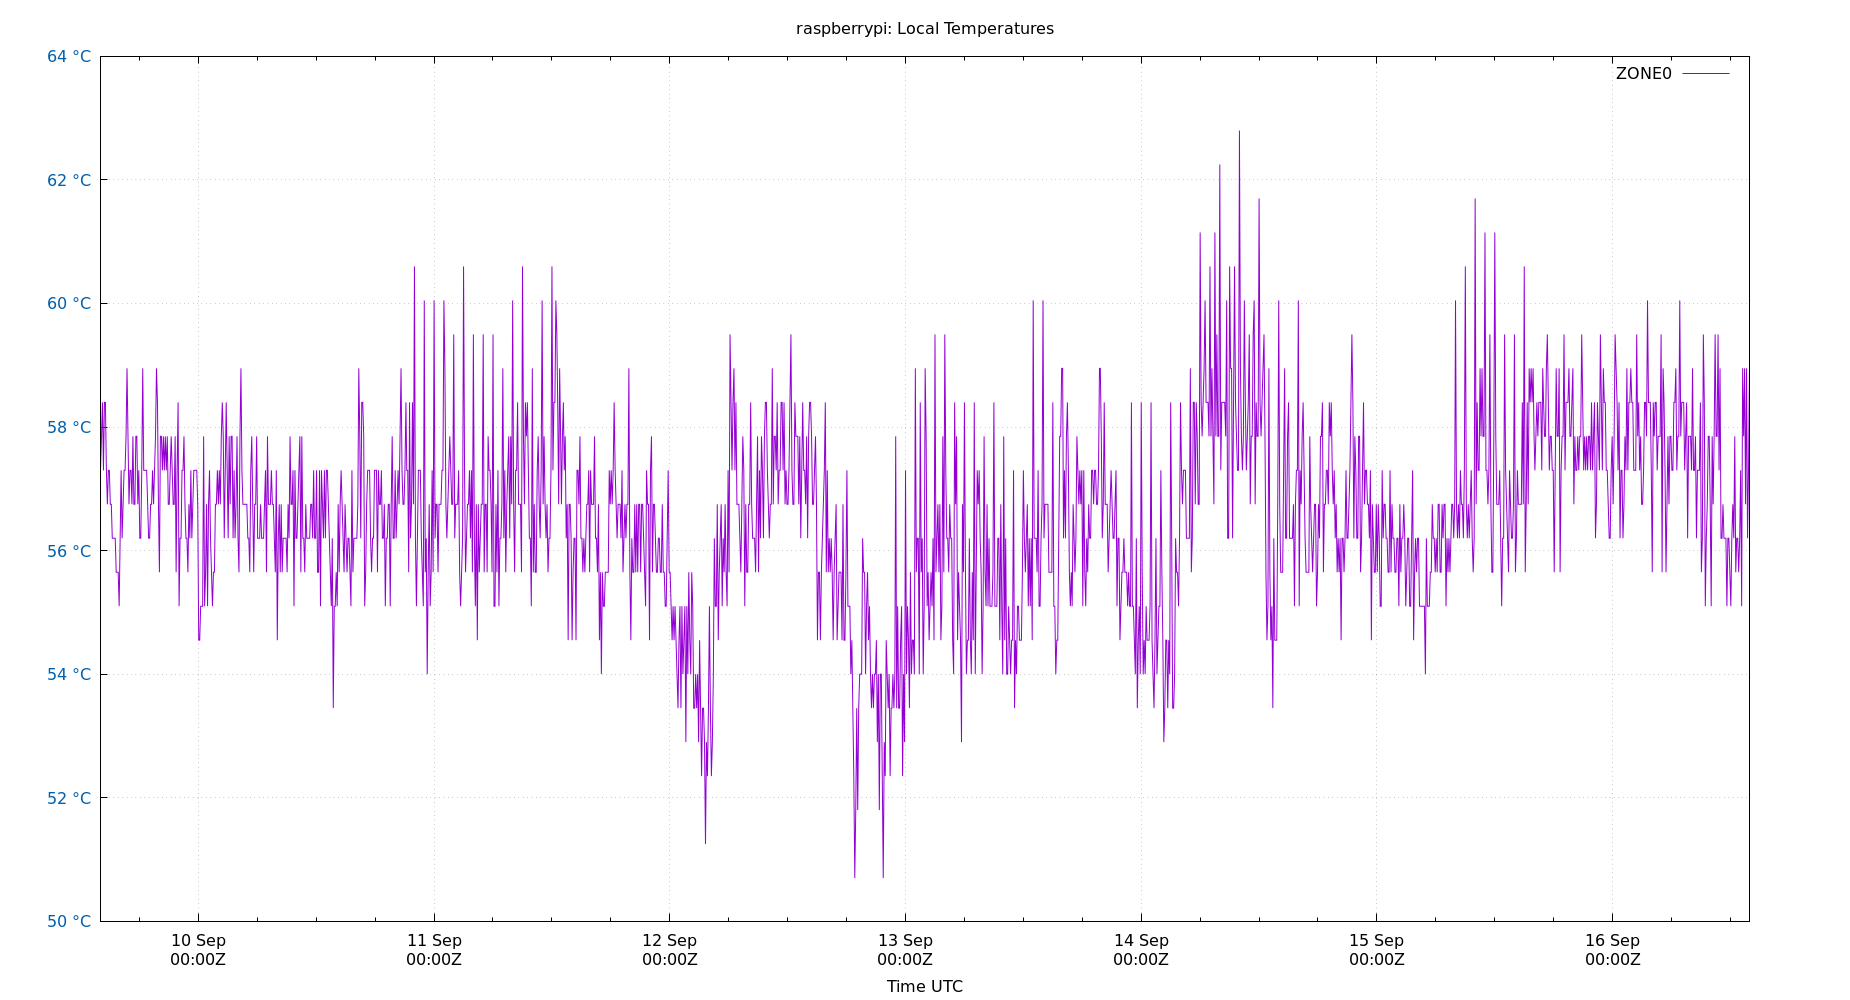 raspberrypi: Local Temperatures
64 °C
ZONE0
62 °C
60 °C
58 °C
56 °C
54 °C
52 °C
50 °C
10 Sep 11 Sep 12 Sep 13 Sep 14 Sep 15 Sep 16 Sep
00:00Z 00:00Z 00:00Z 00:00Z 00:00Z 00:00Z 00:00Z
Time UTC